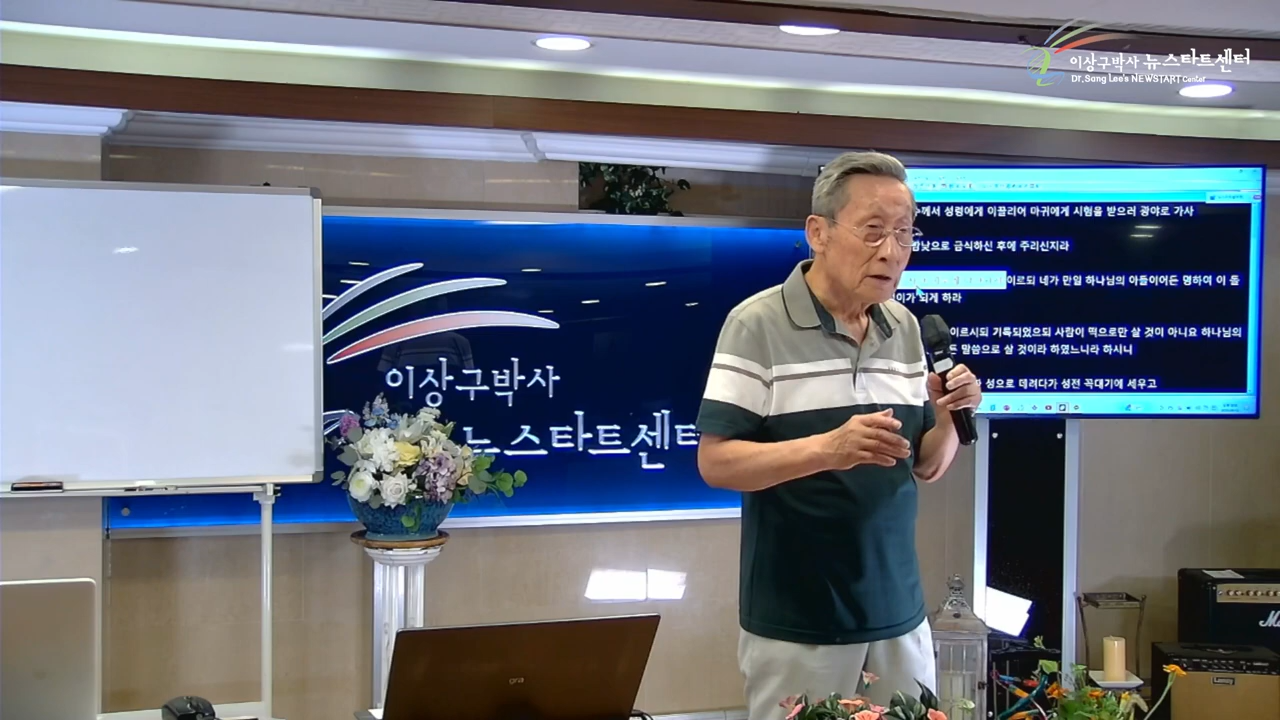 이상구박사 뉴스타트센터
Dr.Sang Lee's NEWSTART Center
께서 성령에게 이끌리어 마귀에게 시험을 받으러 광야로 가사
밤낮으로 금식하신 후에 주리신지라
이르되 네가 만일 하나님의 아들이어든 명하여 이 돌
이가 되게 하라
이르시되 기록되었으되 사람이 떡으로만 살 것이 아니요 하나님의
든 말씀으로 살 것이라 하였느니라 하시니
성으로 데려다가 성전 꼭대기에 세우고
이상구박사
뉴스타트센터
gra
Laney